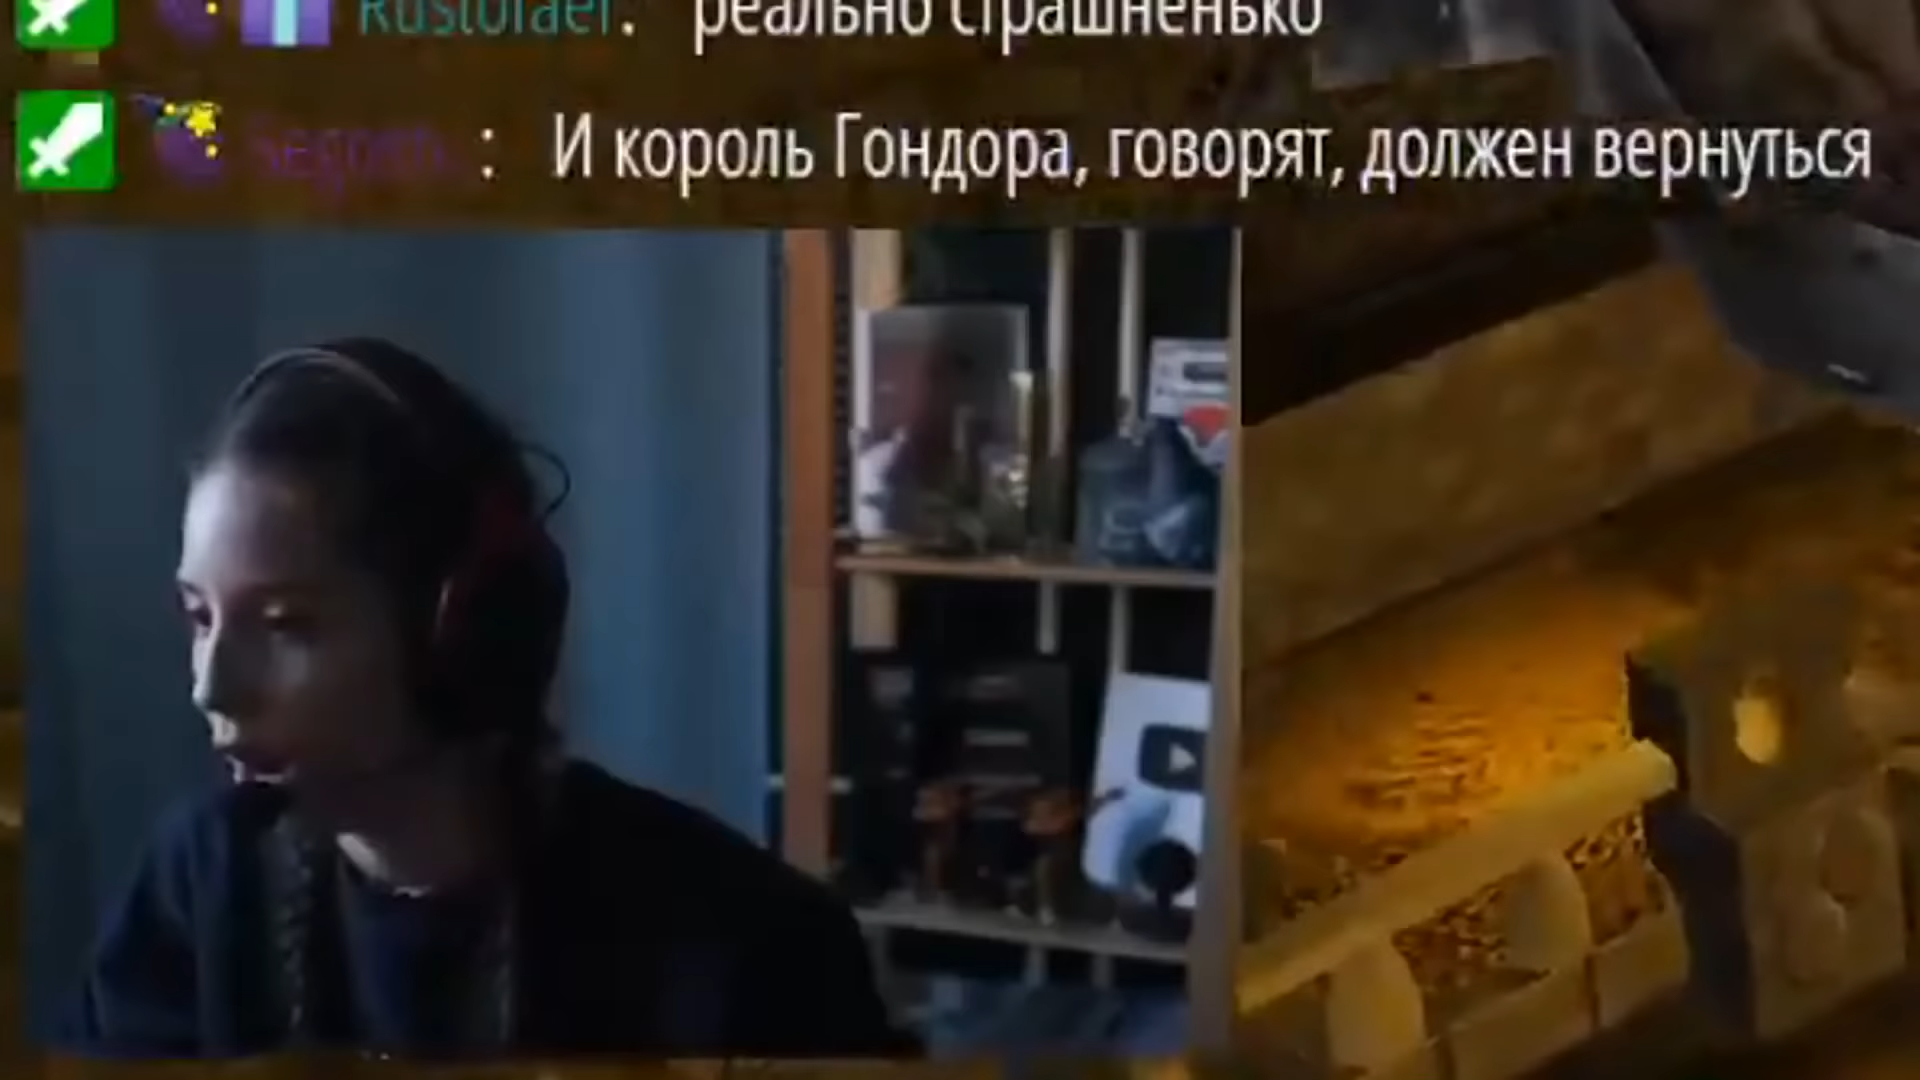 реально страшненько
: И король Гондора, говорят, должен вернуться